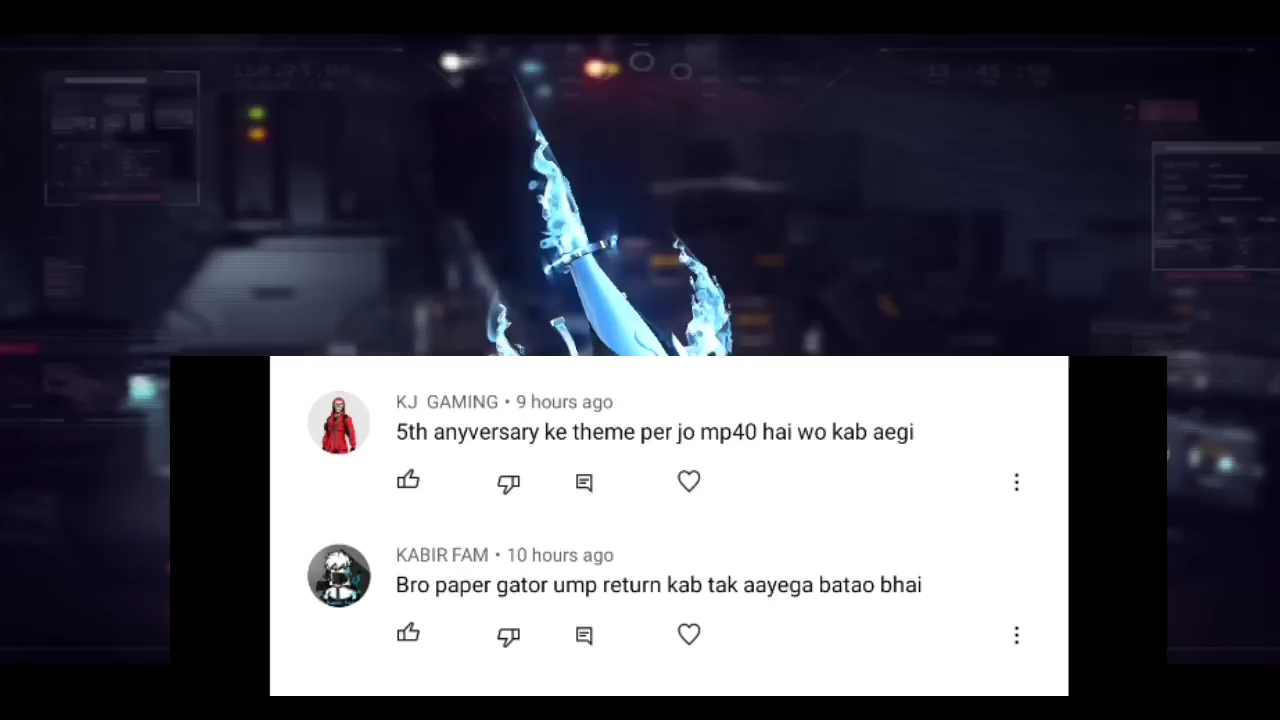 KJ GAMING • 9 hours ago
5th anyversary ke theme per jo mp40 hai wo kab aegi
KABIR FAM • 10 hours ago
Bro paper gator ump return kab tak aayega batao bhai